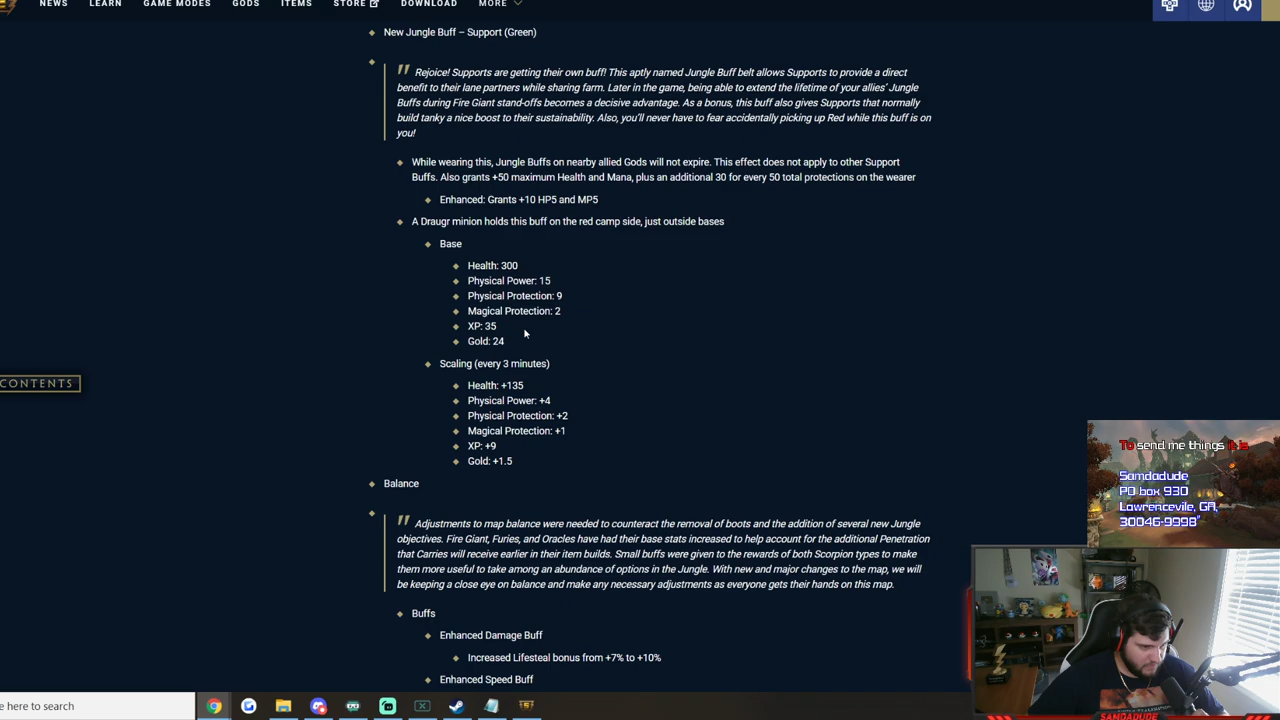 NEWS LEARN GAME MODES GODS ITEMS STORE DOWNLOAD MORE
New Jungle Buff – Support (Green)
Rejoice! Supports are getting their own buff! This aptly named Jungle Buff belt allows Supports to provide a direct
benefit to their lane partners while sharing farm. Later in the game, being able to extend the lifetime of your allies' Jungle
Buffs during Fire Giant stand-offs becomes a decisive advantage. As a bonus, this buff also gives Supports that normally
build tanky a nice boost to their sustainability. Also, you'll never have to fear accidentally picking up Red while this buff is on
you!
While wearing this, Jungle Buffs on nearby allied Gods will not expire. This effect does not apply to other Support
Buffs. Also grants +50 maximum Health and Mana, plus an additional 30 for every 50 total protections on the wearer
Enhanced: Grants +10 HP5 and MP5
A Draugr minion holds this buff on the red camp side, just outside bases
Base
Health: 300
Physical Power: 15
Physical Protection: 9
Magical Protection: 2
XP: 35
Gold: 24
Scaling (every 3 minutes)
Health: +135
Physical Power: +4
Physical Protection: +2
Magical Protection: +1
XP: +9
Gold: +1.5
Balance
Adjustments to map balance were needed to counteract the removal of boots and the addition of several new Jungle
objectives. Fire Giant, Furies, and Oracles have had their base stats increased to help account for the additional Penetration
that Carries will receive earlier in their item builds. Small buffs were given to the rewards of both Scorpion types to make
them more useful to take among an abundance of options in the Jungle. With new and major changes to the map, we will
be keeping a close eye on balance and make any necessary adjustments as everyone gets their hands on this map.
Buffs
Enhanced Damage Buff
Increased Lifesteal bonus from +7% to +10%
Enhanced Speed Buff
CONTENTS
To send me things it is
Samdadude
PO box 930
Lawrencevile, GA,
30046-9998"
e here to search
SAMDADUDE